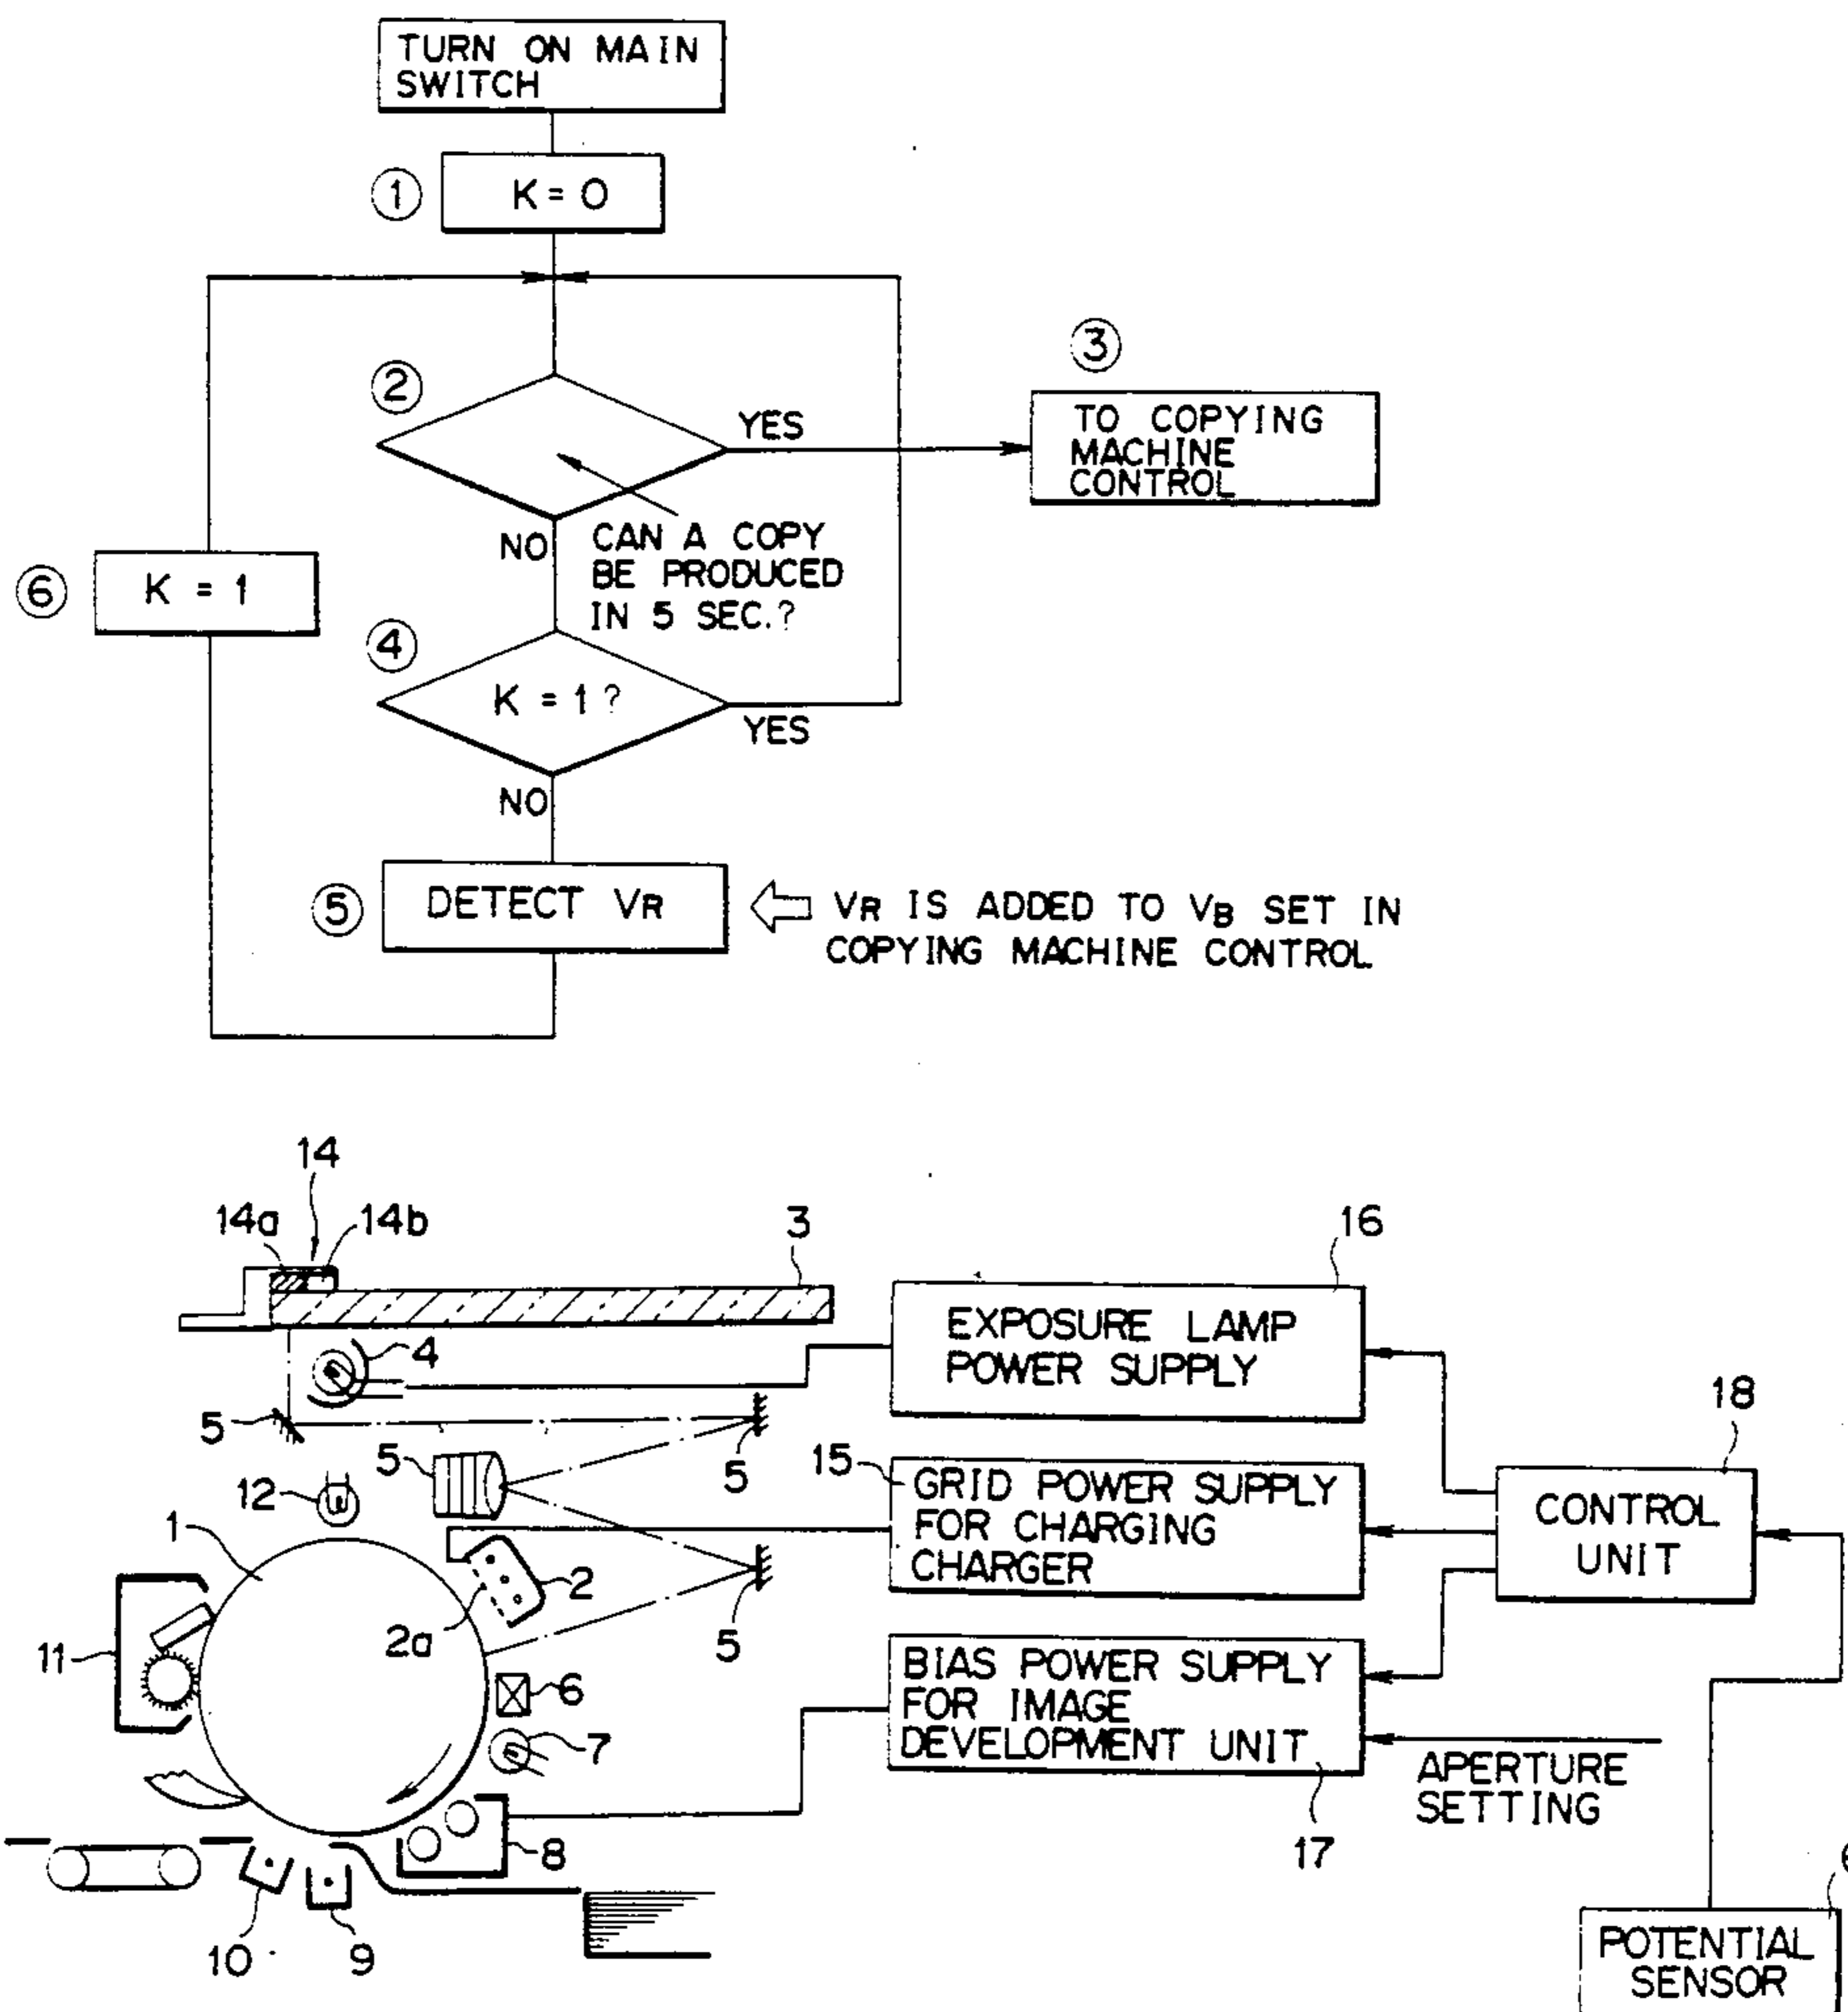 TURN ON MAIN
SWITCH
1
K = 0
2
YES
3
TO COPYING
MACHINE
CONTROL
NO
CAN A COPY
BE PRODUCED
IN 5 SEC.?
6
K = 1
4
K = 1 ?
YES
NO
5
DETECT VR
VR IS ADDED TO VB SET IN
COPYING MACHINE CONTROL
14
14a
14b
3
16
EXPOSURE LAMP
POWER SUPPLY
4
5
5
5
12
1
15
GRID POWER SUPPLY
FOR CHARGING
CHARGER
18
CONTROL
UNIT
2
2a
5
11
6
7
BIAS POWER SUPPLY
FOR IMAGE
DEVELOPMENT UNIT
APERTURE
SETTING
17
8
10
9
POTENTIAL
SENSOR